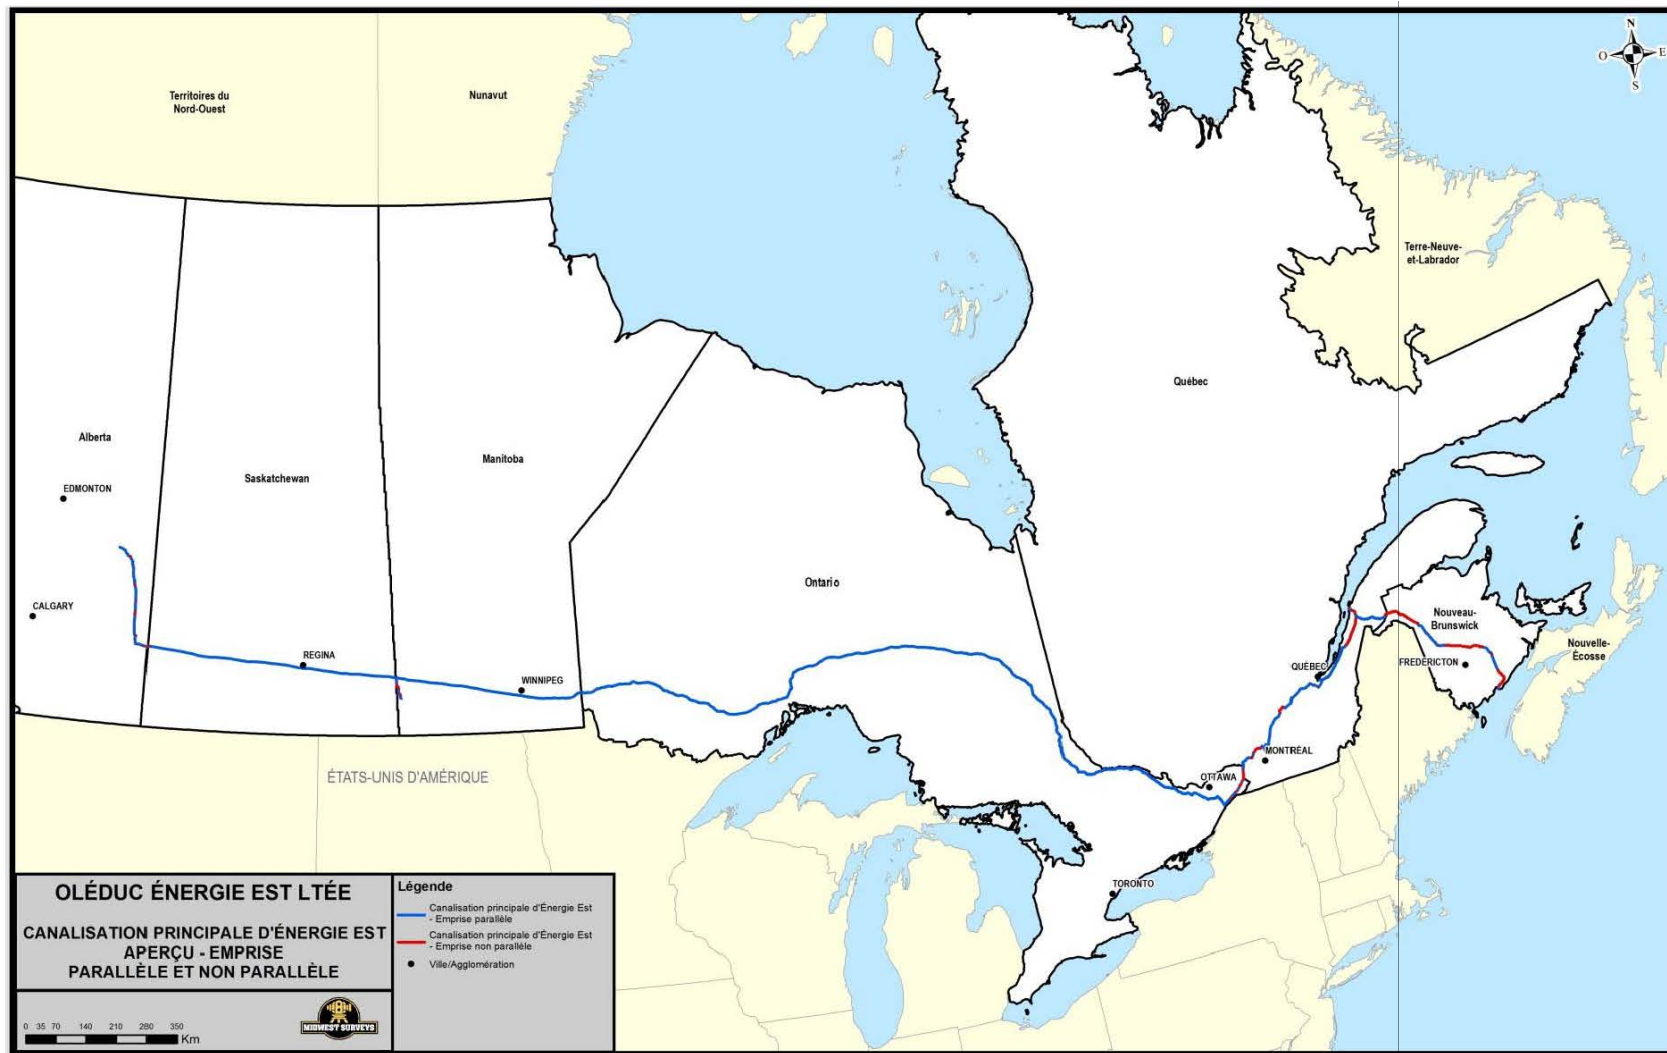 N
O
E
S
Territoires du
Nord-Ouest
Nunavut
Terre-Neuve-
et-Labrador
Québec
Alberta
Manitoba
Saskatchewan
EDMONTON
Ontario
CALGARY
Nouveau-
Brunswick
Nouvelle-
Écosse
REGINA
QUÉBEC
FREDERICTON
WINNIPEG
MONTRÉAL
OTTAWA
ÉTATS-UNIS D'AMÉRIQUE
TORONTO
OLÉDUC ÉNERGIE EST LTÉE
CANALISATION PRINCIPALE D'ÉNERGIE EST
APERÇU - EMPRISE
PARALLÈLE ET NON PARALLÈLE
0 35 70 140 210 280 350
Km
MIDWEST SURVEYS
Légende
Canalisation principale d'Énergie Est
- Emprise parallèle
Canalisation principale d'Énergie Est
- Emprise non parallèle
Ville/Agglomération